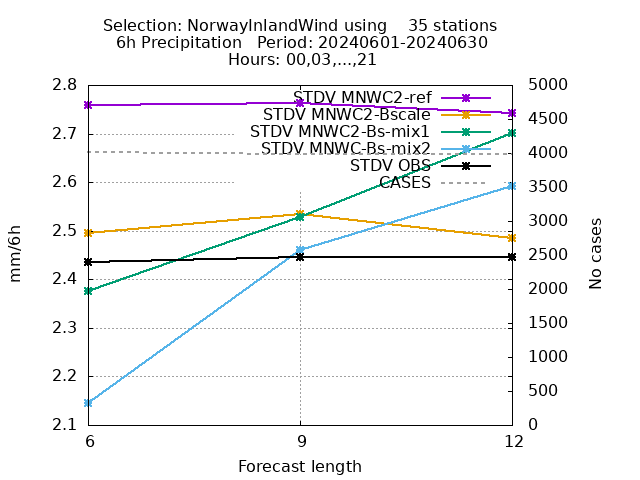 Selection: NorwayInlandWind using    35 stations
6h Precipitation   Period: 20240601-20240630
Hours: 00,03,...,21
STDV MNWC2-ref
STDV MNWC2-Bscale
STDV MNWC2-Bs-mix1
STDV MNWC-Bs-mix2
STDV OBS
CASES
2.8
2.7
2.6
2.5
2.4
2.3
2.2
2.1
5000
4500
4000
3500
3000
2500
2000
1500
1000
500
0
mm/6h
No cases
6 9 12
Forecast length